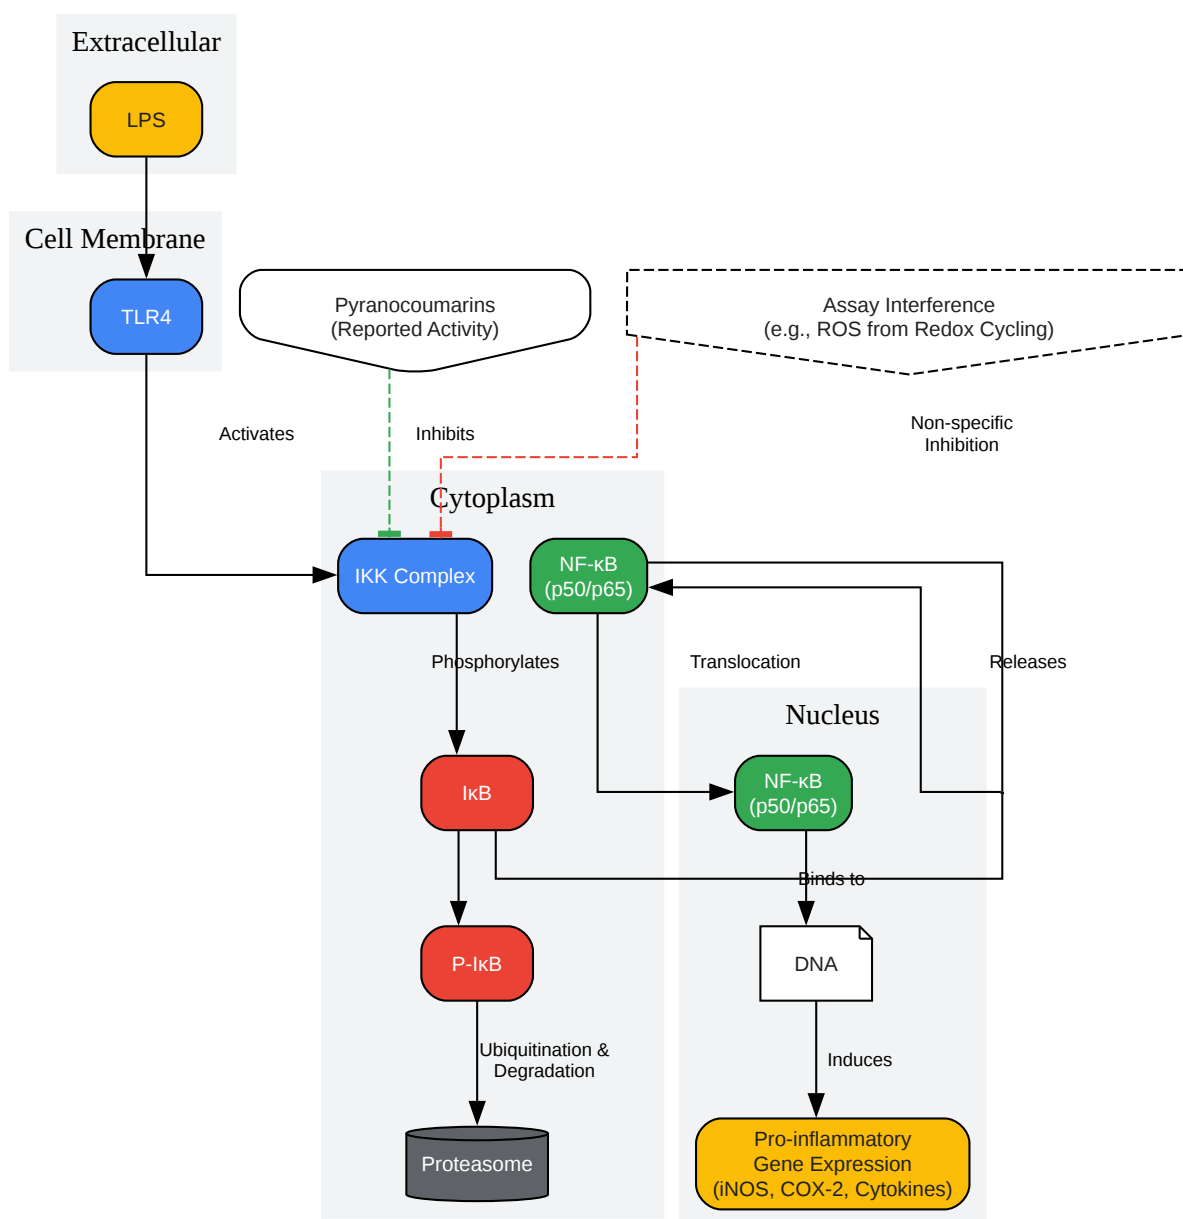 Extracellular
LPS
Cell Membrane
TLR4
Pyranocoumarins
(Reported Activity)
Assay Interference
(e.g., ROS from Redox Cycling)
Activates
Inhibits
Non-specific
Inhibition
Cytoplasm
IKK Complex
NF-κB
(p50/p65)
Phosphorylates
Translocation
Releases
Nucleus
IκB
NF-κB
(p50/p65)
Binds to
P-IκB
DNA
Ubiquitination &
Degradation
Induces
Proteasome
Pro-inflammatory
Gene Expression
(iNOS, COX-2, Cytokines)